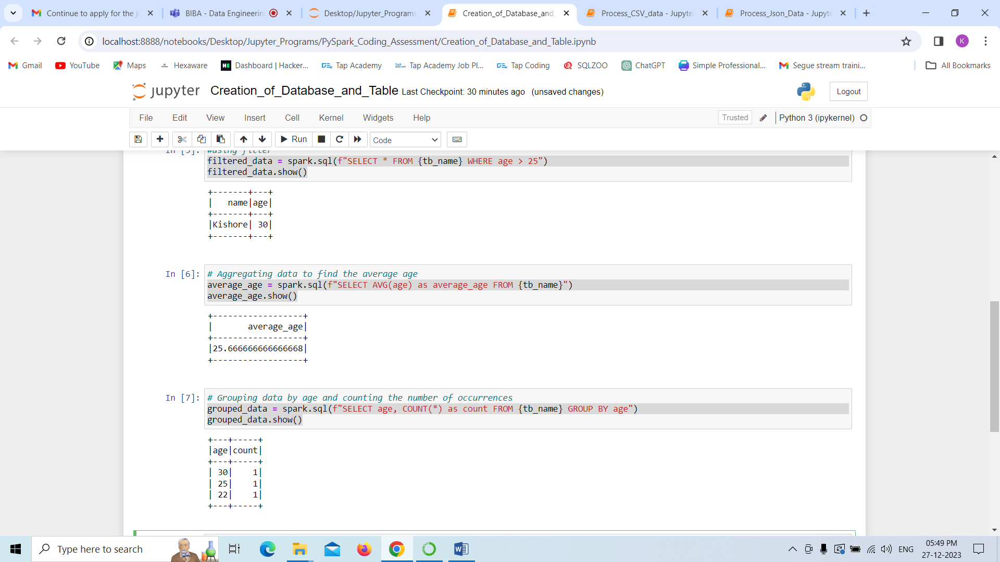 Continue to apply for the j
BIBA - Data Engineerin
Desktop/Jupyter_Programs
Creation_of_Database_and_
Process_CSV_data - Jupyte
Process_Json_Data - Jupyte
localhost:8888/notebooks/Desktop/Jupyter_Programs/PySpark_Coding_Assessment/Creation_of_Database_and_Table.ipynb
K
Gmail YouTube Maps Hexaware Dashboard | Hacker... Tap Academy Tap Academy Job Pl... Tap Coding SQLZOO ChatGPT Simple Professional... Segue stream traini... All Bookmarks
jupyter Creation_of_Database_and_Table Last Checkpoint: 30 minutes ago (unsaved changes) Logout
File Edit View Insert Cell Kernel Widgets Help Trusted Python 3 (ipykernel)
Run Code
In [5]: #using filter
filtered_data = spark.sql(f"SELECT * FROM {tb_name} WHERE age > 25")
filtered_data.show()
+-------+---+
|   name|age|
+-------+---+
|Kishore| 30|
+-------+---+
In [6]: # Aggregating data to find the average age
average_age = spark.sql(f"SELECT AVG(age) as average_age FROM {tb_name}")
average_age.show()
+------------------+
|       average_age|
+------------------+
|25.666666666666668|
+------------------+
In [7]: # Grouping data by age and counting the number of occurrences
grouped_data = spark.sql(f"SELECT age, COUNT(*) as count FROM {tb_name} GROUP BY age")
grouped_data.show()
+---+-----+
|age|count|
+---+-----+
| 30|    1|
| 25|    1|
| 22|    1|
+---+-----+
Type here to search
ENG
05:49 PM
27-12-2023